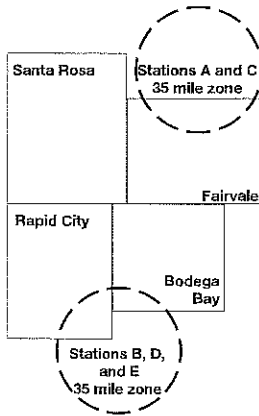 Santa Rosa
Stations A and C
35 mile zone
Fairvale
Rapid City
Bodega
Bay
Stations B, D,
and E
35 mile zone